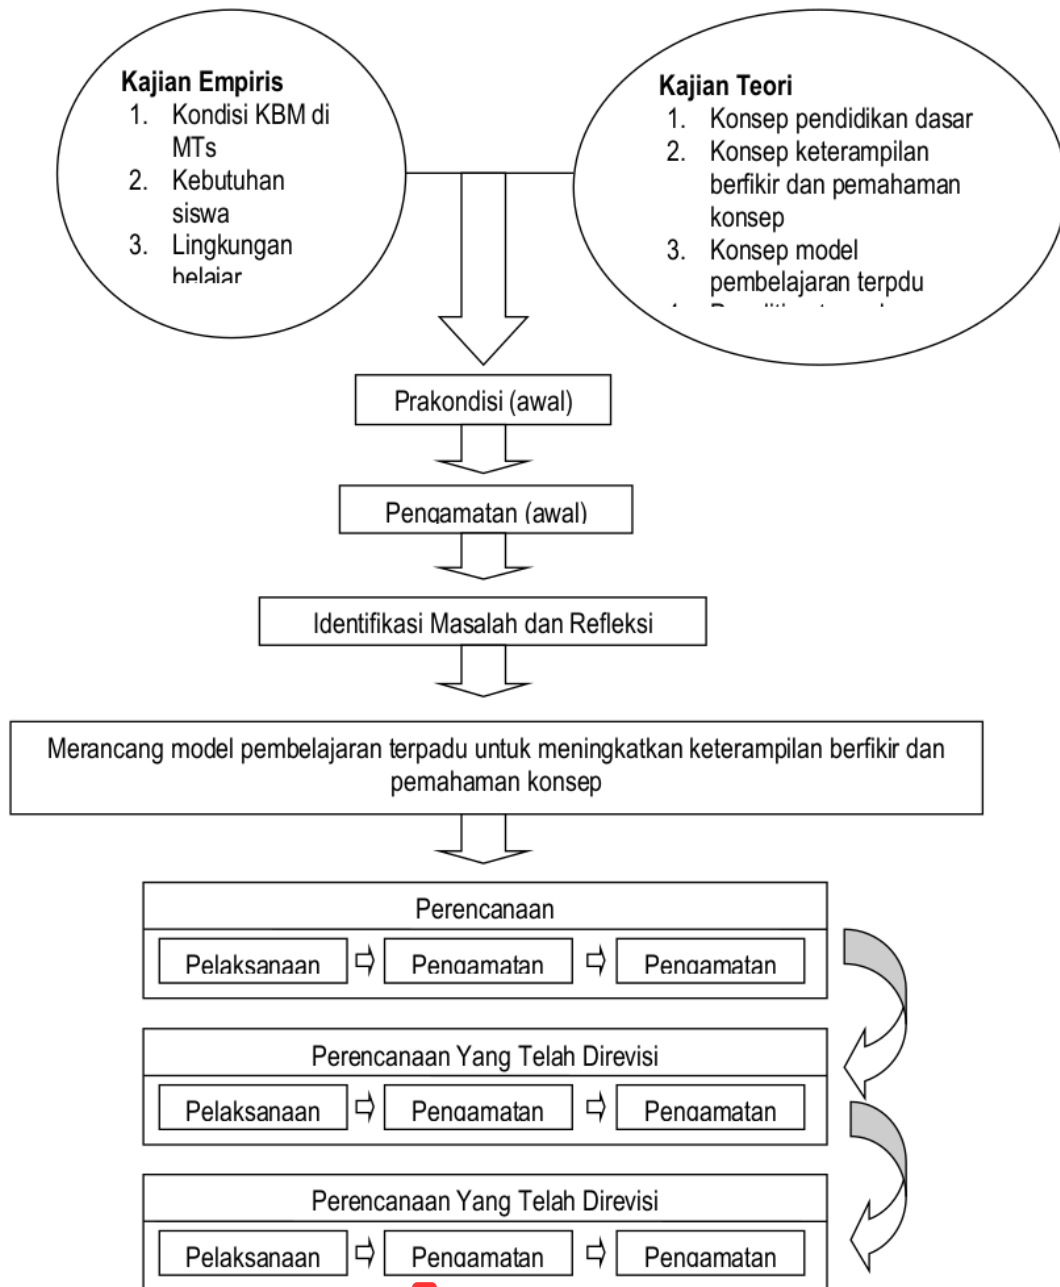 Kajian Empiris
1. Kondisi KBM di
MTs
2. Kebutuhan
siswa
3. Lingkungan
belajar
Kajian Teori
1. Konsep pendidikan dasar
2. Konsep keterampilan
berfikir dan pemahaman
konsep
3. Konsep model
pembelajaran terpdu
Prakondisi (awal)
Pengamatan (awal)
Identifikasi Masalah dan Refleksi
Merancang model pembelajaran terpadu untuk meningkatkan keterampilan berfikir dan
pemahaman konsep
Perencanaan
Pelaksanaan Pengamatan Pengamatan
Perencanaan Yang Telah Direvisi
Pelaksanaan Pengamatan Pengamatan
Perencanaan Yang Telah Direvisi
Pelaksanaan Pengamatan Pengamatan